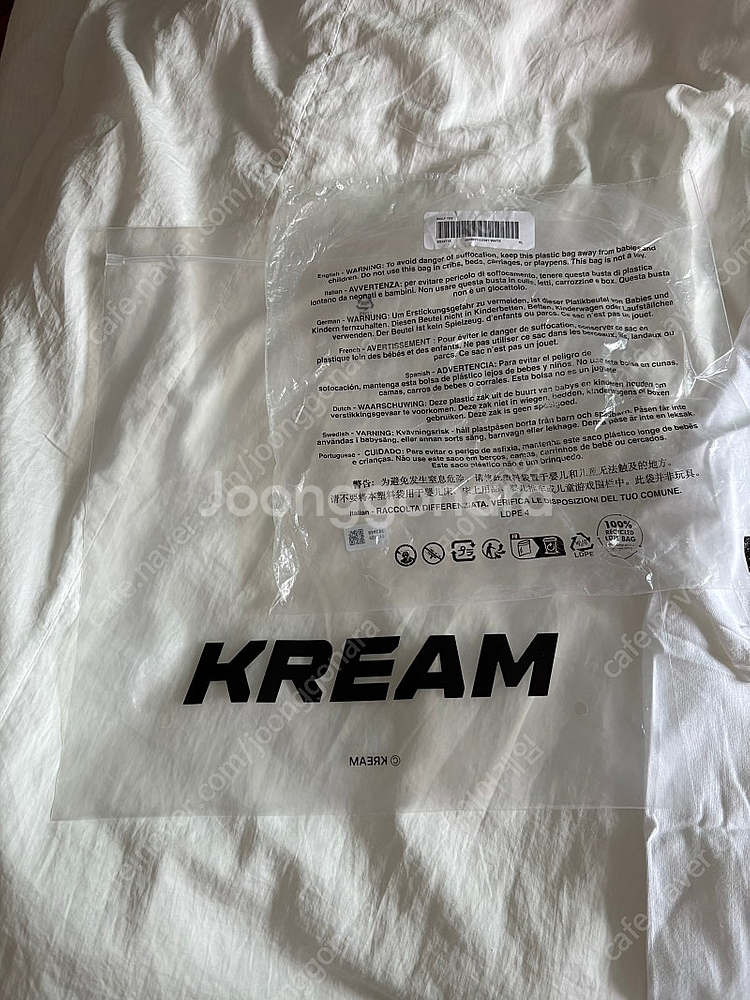 English - WARNING: To avoid danger of suffocation, keep this plastic bag away from babies and
children. Do not use this bag in cribs, beds, carriages, or playpens. This bag is not a toy.
Italian - AVVERTENZA: per evitare pericolo di soffocamento, tenere questa busta di plastica
lontano da neonati e bambini. Non usare questa busta in culle, letti, carrozzine e box. Questa busta
non è un giocattolo.
German - WARNUNG: Um Erstickungsgefahr zu vermeiden, ist dieser Platikbeutel von Babies und
Kindern fernzuhalten. Diesen Beutel nicht in Kinderbetten, Betten, Kinderwagen oder Laufställchen
verwenden. Der Beutel ist kein Spielzeug.
French - AVERTISSEMENT : Pour éviter le danger de suffocation, conserver ce sac en
plastique loin des bébés et des enfants. Ne pas utiliser ce sac dans les berceaux, lits, landaux ou
parcs. Ce sac n'est pas un jouet.
Spanish - ADVERTENCIA: Para evitar el peligro de
sofocación, mantenga esta bolsa de plástico lejos de bebés y niños. No use esta bolsa en cunas,
camas, carros de bebes o corrales. Esta bolsa no es un juguete
Dutch - WAARSCHUWING: Deze plastic zak uit de buurt van babys en kinderen houden om
verstikkingsgevaar te voorkomen. Deze zak niet in wiegen, bedden, kinderwagens of boxen
gebruiken. Deze zak is geen speelgoed.
Swedish - VARNING: Kvävningsrisk - håll plastpåsen borta från barn och spädbarn. Påsen får inte
användas i babysäng, eller annan sorts säng, barnvagn eller lekhage. Denna påse är inte en leksak.
Portuguese - CUIDADO: Para evitar o perigo de asfixia, mantenha este saco plástico longe de bebés
e crianças. Não use este saco em berços, camas, carrinhos de bebé ou cercados.
Este saco plástico não é um brinquedo.
警告: 为避免发生窒息危险, 请将此塑料袋置于婴儿和儿童无法触及的地方。
请不要将本塑料袋用于婴儿床、床上用品、婴儿推车或儿童游戏围栏中。此袋并非玩具。
Italian - RACCOLTA DIFFERENZIATA. VERIFICA LE DISPOSIZIONI DEL TUO COMUNE.
LDPE 4
100%
RECYCLED
LDPE BAG
LDPE
Joonggonara
KREAM
© KREAM
cafe.naver.com/joonggonara